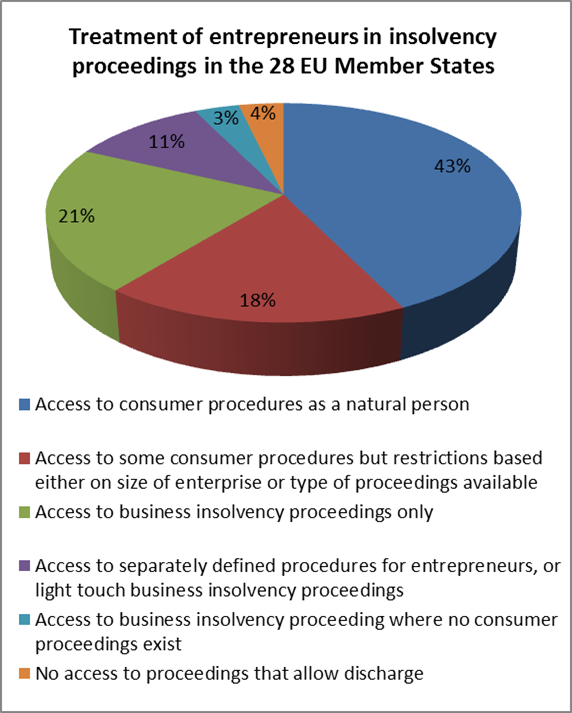 Treatment of entrepreneurs in insolvency
proceedings in the 28 EU Member States
4%
3%
11%
43%
21%
18%
Access to consumer procedures as a natural person
Access to some consumer procedures but restrictions based
either on size of enterprise or type of proceedings available
Access to business insolvency proceedings only
Access to separately defined procedures for entrepreneurs, or
light touch business insolvency proceedings
Access to business insolvency proceeding where no consumer
proceedings exist
No access to proceedings that allow discharge